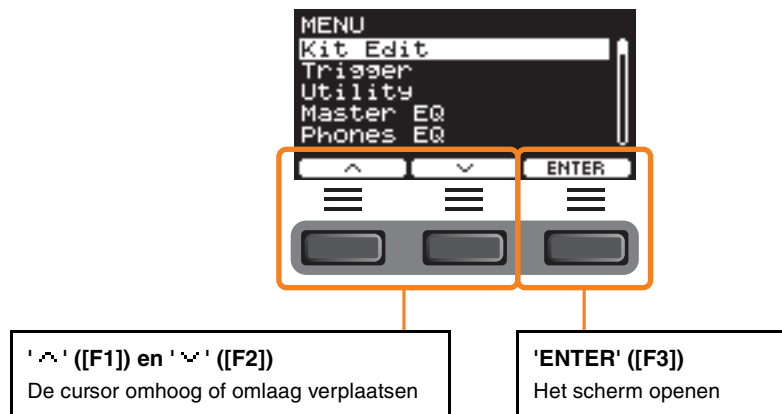 MENU
Kit Edit
Trigger
Utility
Master EQ
Phones EQ
ENTER
'^' ([F1]) en '˅' ([F2])
De cursor omhoog of omlaag verplaatsen
'ENTER' ([F3])
Het scherm openen